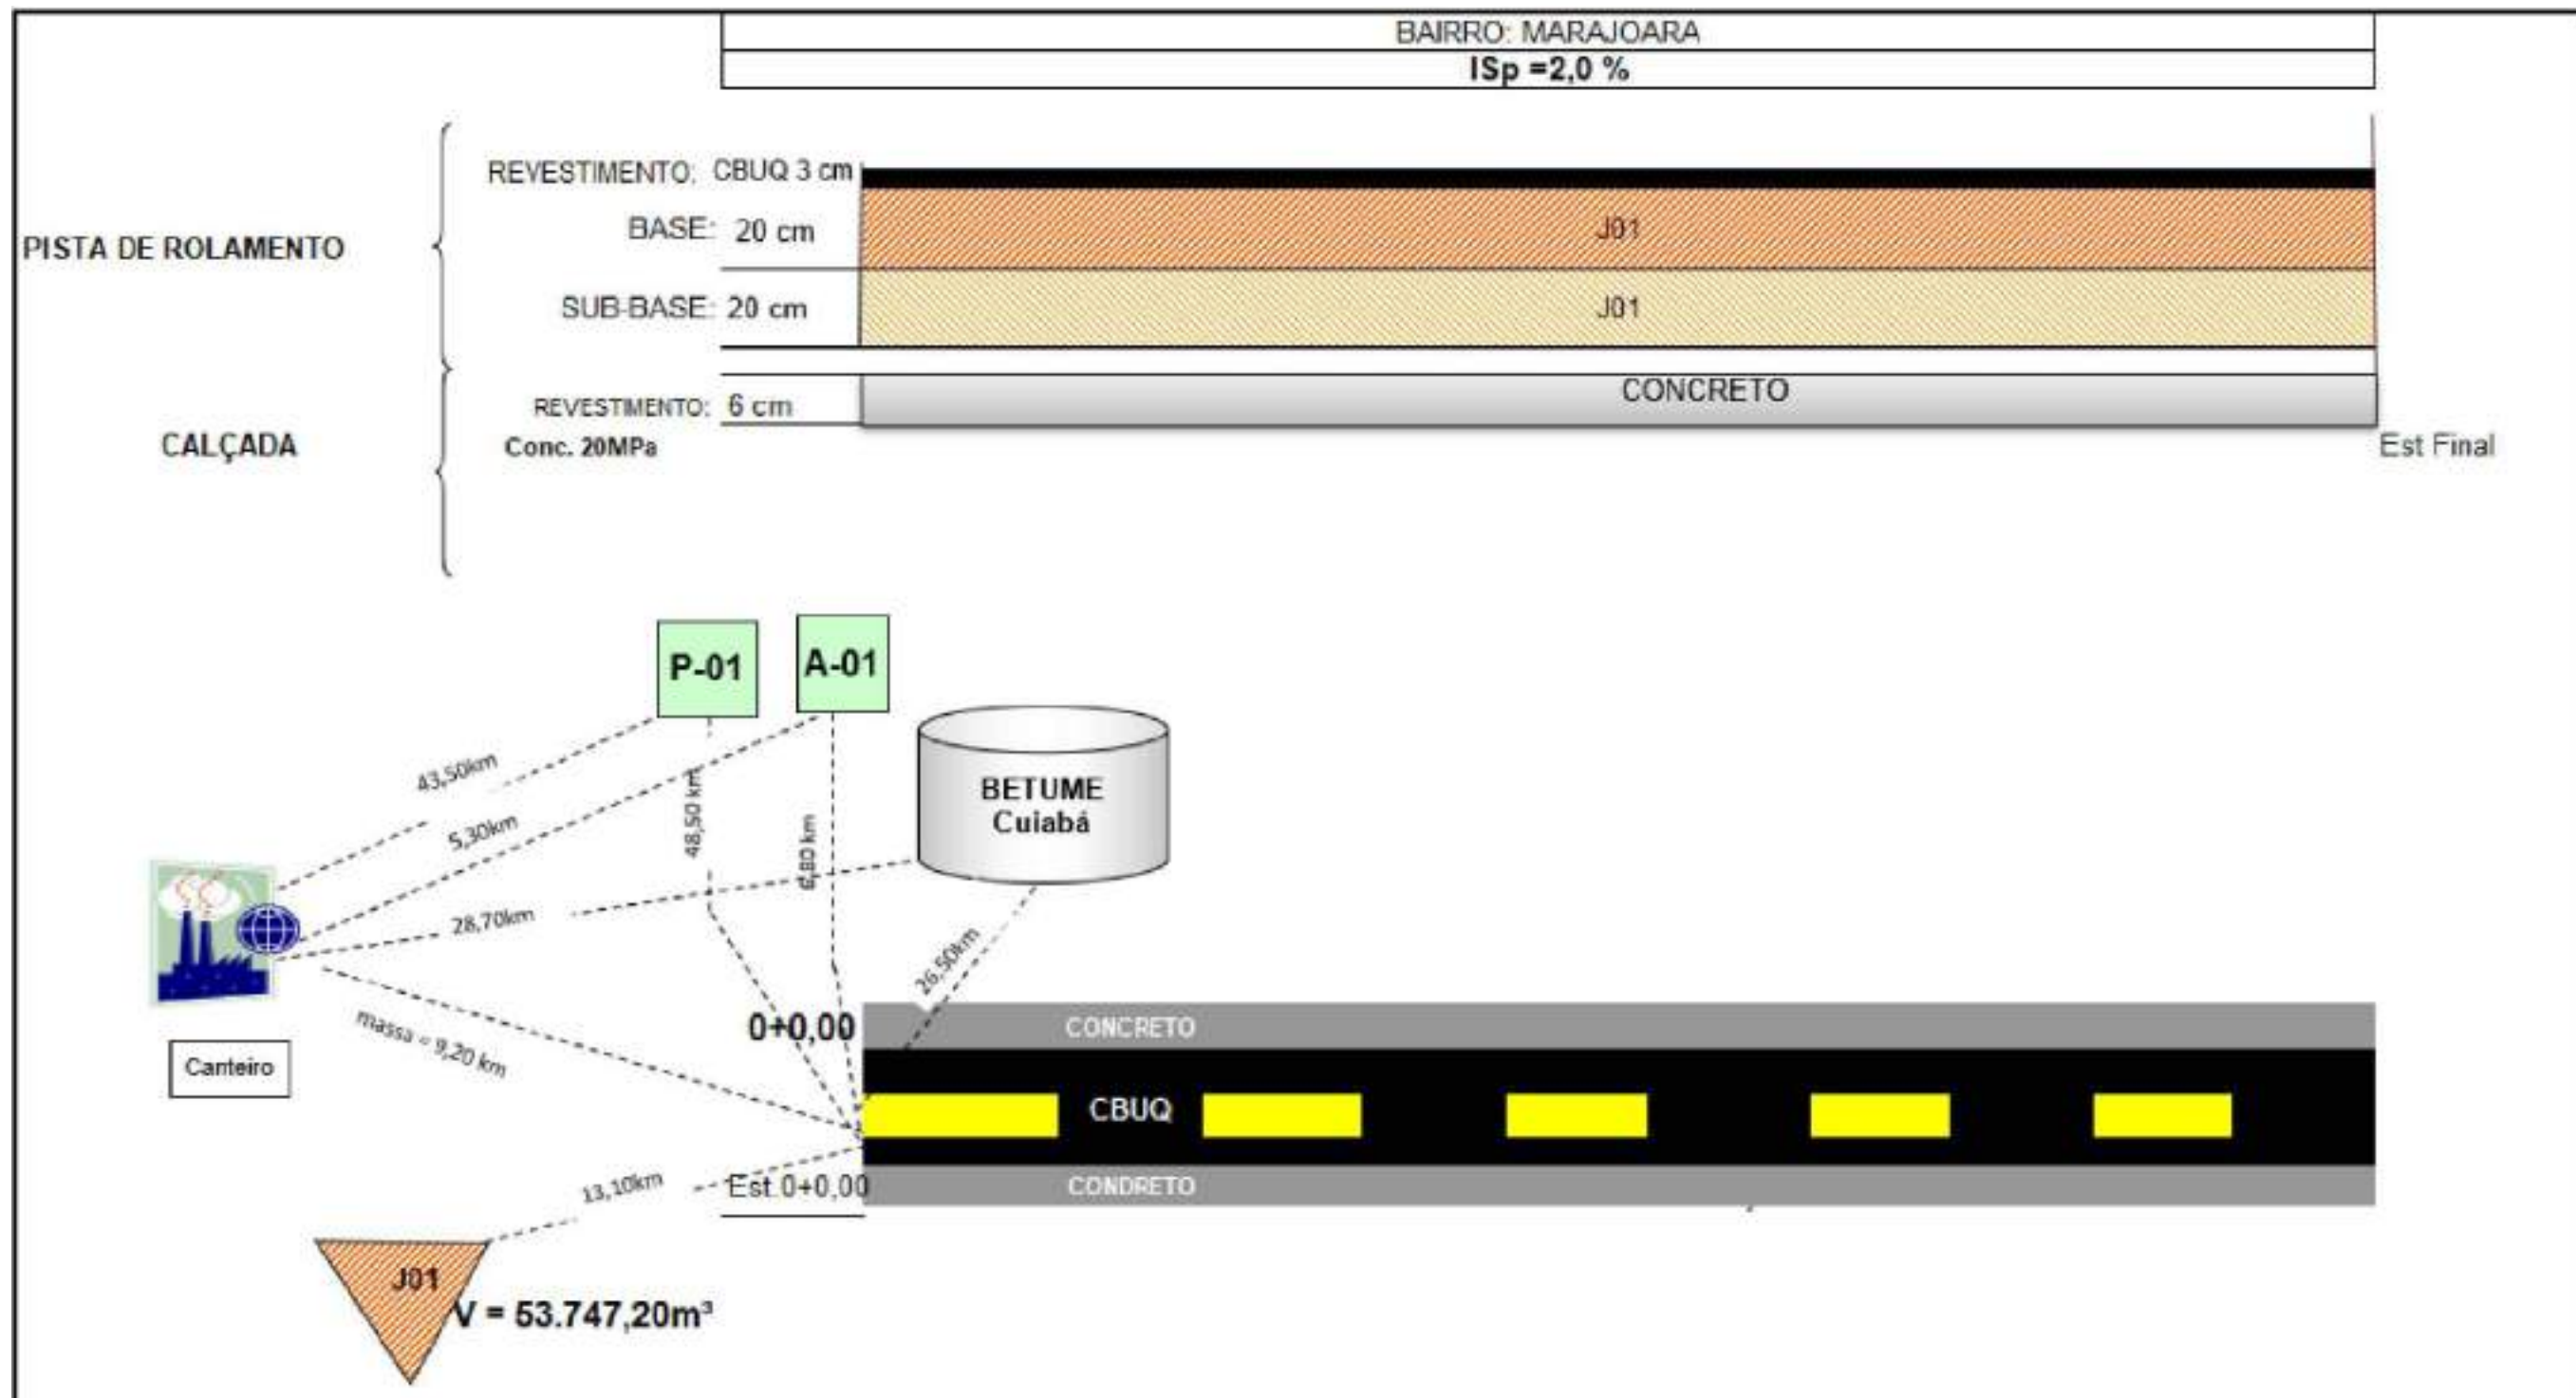 BAIRRO: MARAJOARA
ISp =2,0 %
REVESTIMENTO: CBUQ 3 cm
BASE: 20 cm
J01
PISTA DE ROLAMENTO
SUB-BASE: 20 cm
J01
CONCRETO
REVESTIMENTO: 6 cm
CALÇADA
Conc. 20MPa
Est Final
P-01
A-01
43,50km
5,30km
48,50 km
6,80 km
BETUME
Cuiabá
28,70km
26,50km
massa = 9,20 km
0+0,00
CONCRETO
Canteiro
CBUQ
13,10km
Est.0+0,00
CONDRETO
J01
V = 53.747,20m³